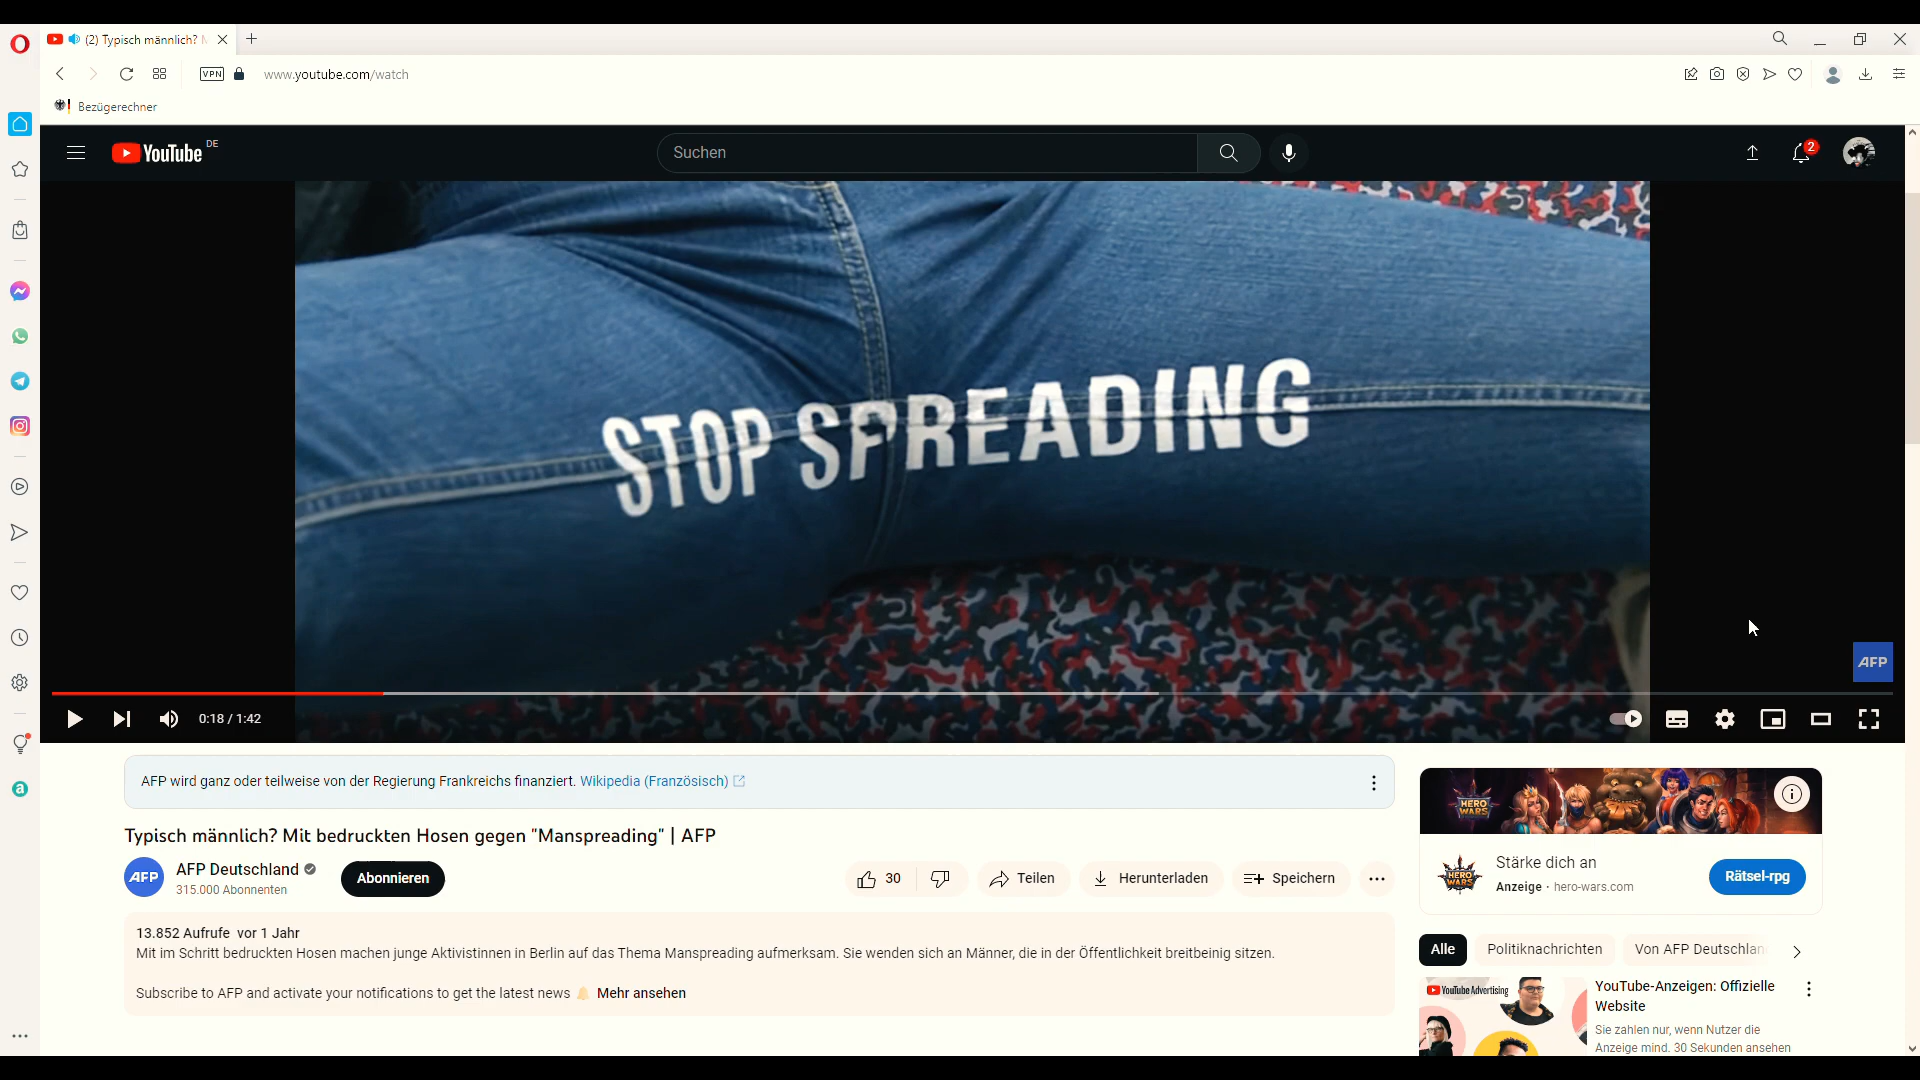 (2) Typisch männlich?
VPN
www.youtube.com/watch
Bezügerechner
YouTube DE
Suchen
2
STOP SPREADING
AFP
0:18 / 1:42
AFP wird ganz oder teilweise von der Regierung Frankreichs finanziert. Wikipedia (Französisch)
Typisch männlich? Mit bedruckten Hosen gegen "Manspreading" | AFP
AFP
AFP Deutschland
315.000 Abonnenten
Abonnieren
30
Teilen
Herunterladen
Speichern
13.852 Aufrufe vor 1 Jahr
Mit im Schritt bedruckten Hosen machen junge Aktivistinnen in Berlin auf das Thema Manspreading aufmerksam. Sie wenden sich an Männer, die in der Öffentlichkeit breitbeinig sitzen.
Subscribe to AFP and activate your notifications to get the latest news 🔔 Mehr ansehen
HERO WARS
HERO WARS
Stärke dich an
Anzeige · hero-wars.com
Rätsel-rpg
Alle
Politiknachrichten
Von AFP Deutschlan
YouTube Advertising
YouTube-Anzeigen: Offizielle
Website
Sie zahlen nur, wenn Nutzer die
Anzeige mind. 30 Sekunden ansehen